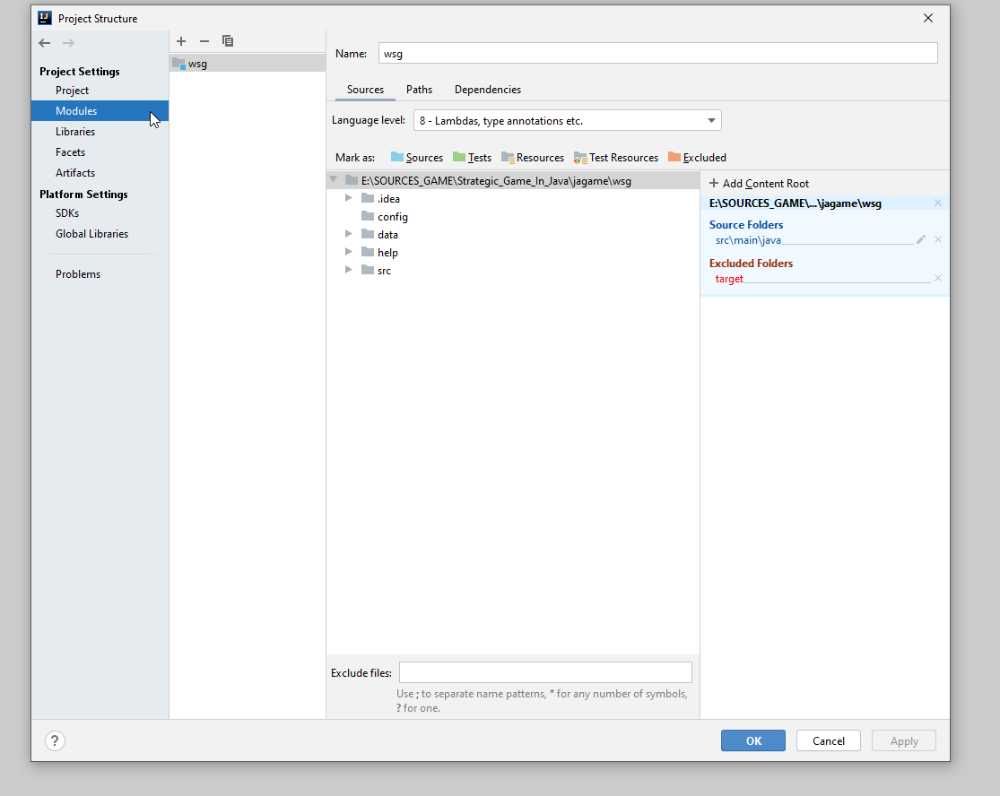 IJ
Project Structure
Project Settings
Project
Modules
Libraries
Facets
Artifacts
Platform Settings
SDKs
Global Libraries
Problems
wsg
Name: wsg
Sources Paths Dependencies
Language level: 8 - Lambdas, type annotations etc.
Mark as: Sources Tests Resources Test Resources Excluded
E:\SOURCES_GAME\Strategic_Game_In_Java\jagame\wsg
.idea
config
data
help
src
+ Add Content Root
E:\SOURCES_GAME\...\jagame\wsg
Source Folders
src\main\java
Excluded Folders
target
Exclude files:
Use ; to separate name patterns, * for any number of symbols,
? for one.
?
OK Cancel Apply